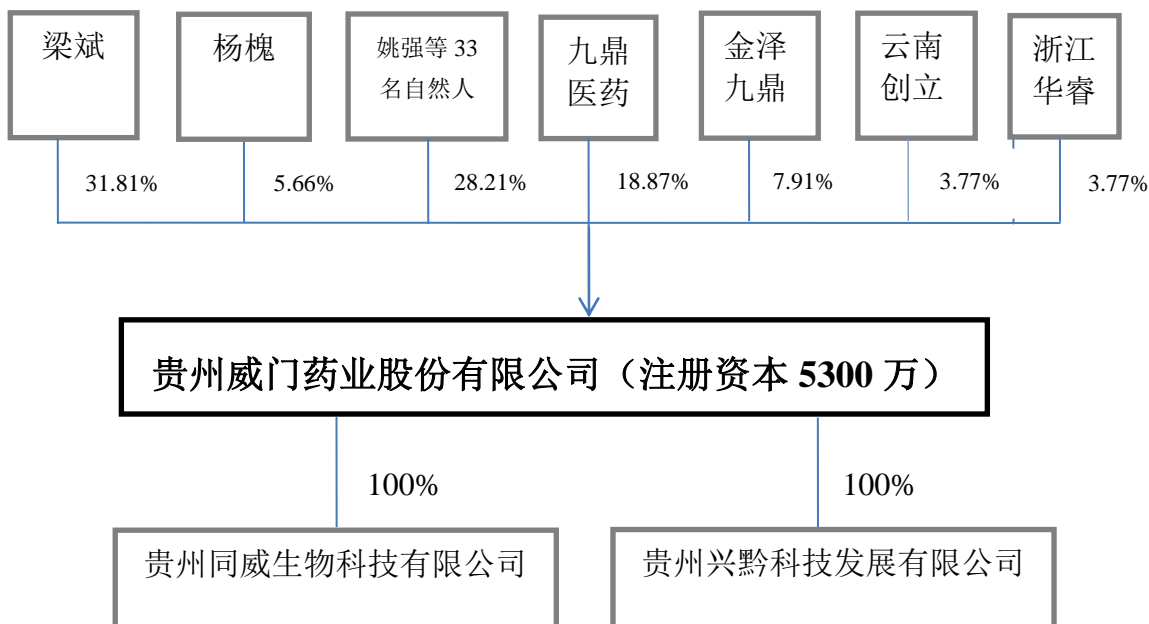 梁斌
杨槐
姚强等 33
名自然人
九鼎
医药
金泽
九鼎
云南
创立
浙江
华睿
31.81%
5.66%
28.21%
18.87%
7.91%
3.77%
3.77%
贵州威门药业股份有限公司（注册资本 5300 万）
100%
100%
贵州同威生物科技有限公司
贵州兴黔科技发展有限公司